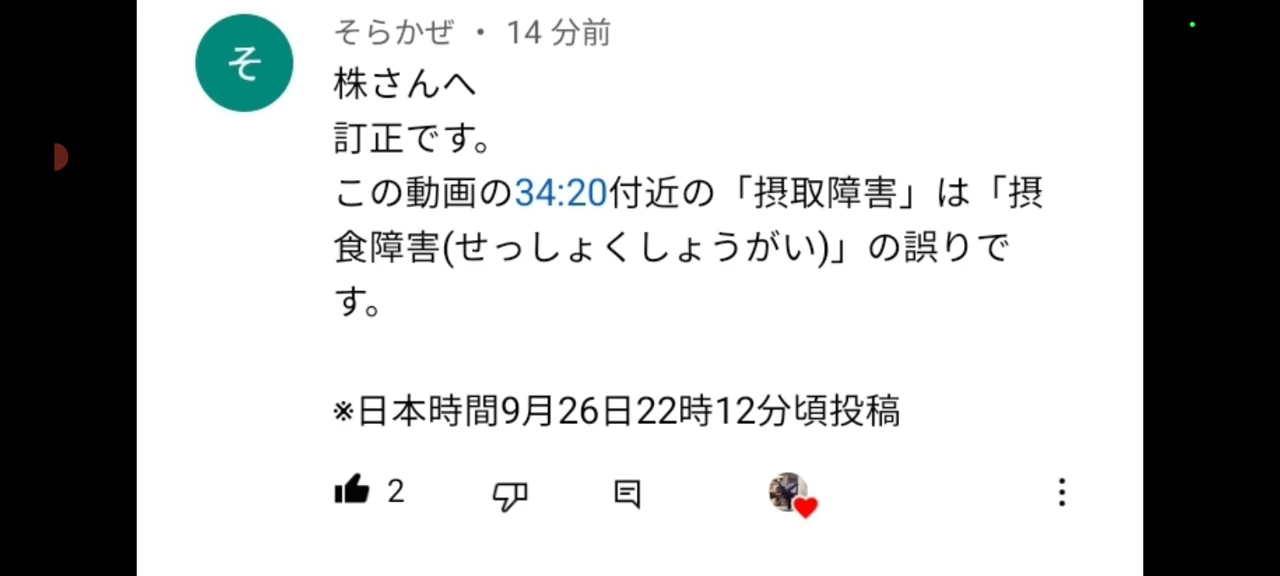 そ
そらかぜ ・ 14 分前
株さんへ
訂正です。
この動画の34:20付近の「摂取障害」は「摂
食障害(せっしょくしょうがい)」の誤りで
す。
※日本時間9月26日22時12分頃投稿
2